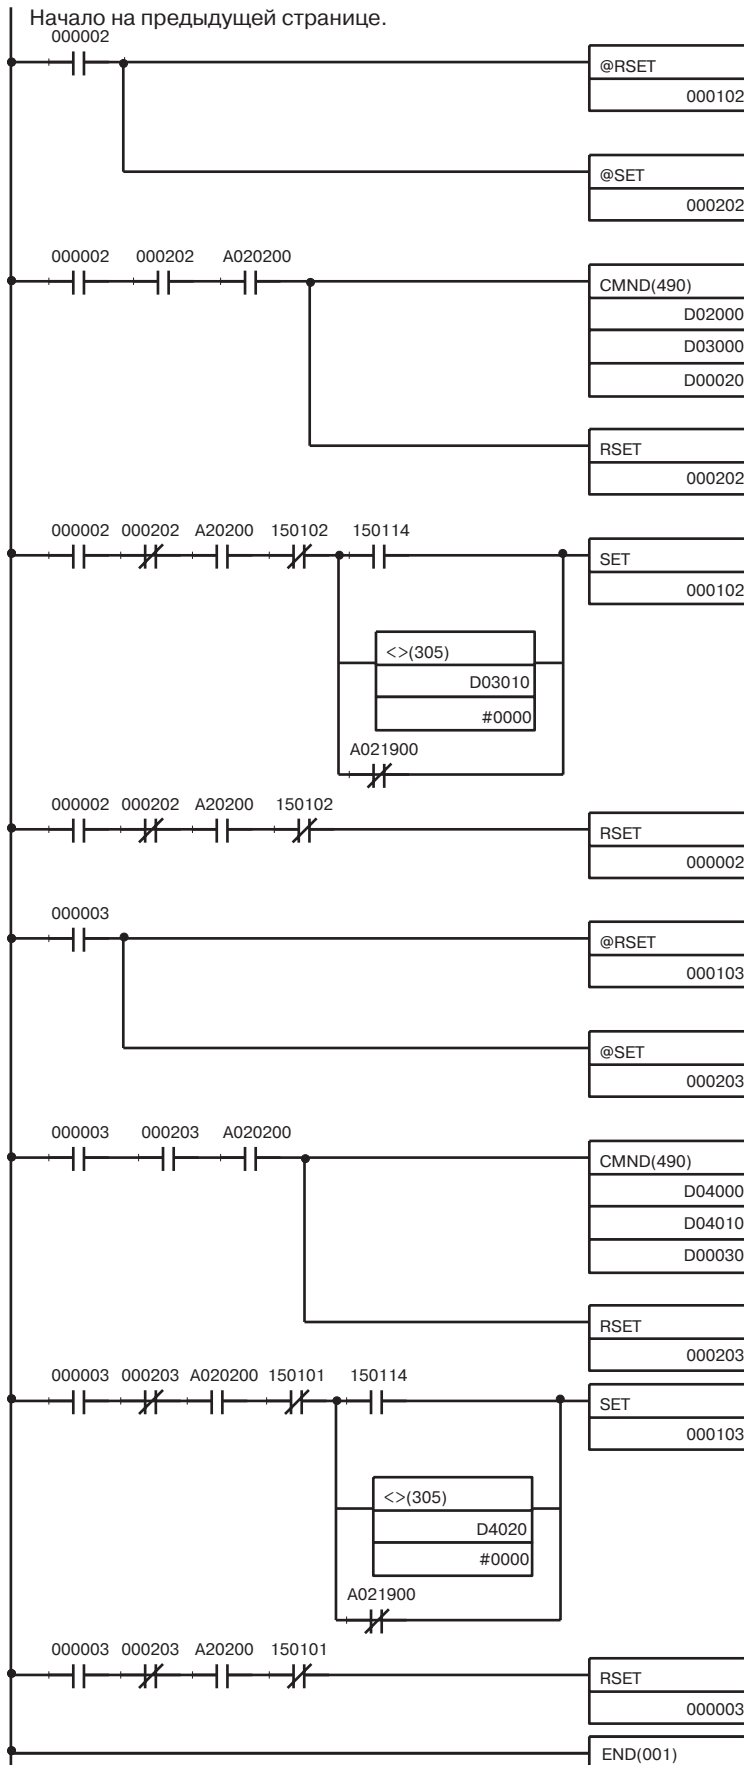 Начало на предыдущей странице.
000002
@RSET
000102
@SET
000202
000002 000202 A020200
CMND(490)
D02000
D03000
D00020
RSET
000202
000002 000202 A20200 150102 150114
SET
000102
<>(305)
D03010
#0000
A021900
000002 000202 A20200 150102
RSET
000002
000003
@RSET
000103
@SET
000203
000003 000203 A020200
CMND(490)
D04000
D04010
D00030
RSET
000203
000003 000203 A020200 150101 150114
SET
000103
<>(305)
D4020
#0000
A021900
000003 000203 A20200 150101
RSET
000003
END(001)